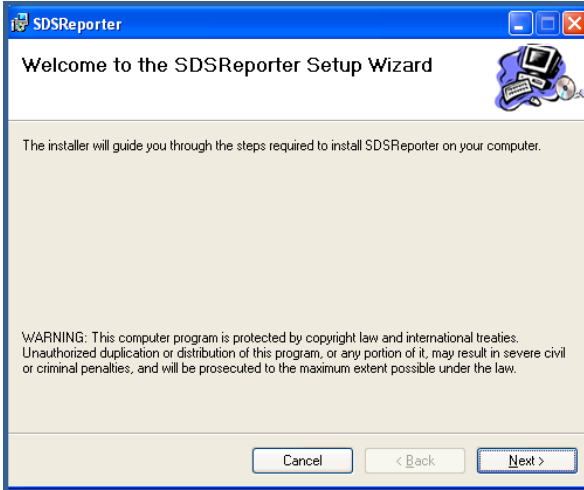 SDSReporter
Welcome to the SDSReporter Setup Wizard
The installer will guide you through the steps required to install SDSReporter on your computer.
WARNING: This computer program is protected by copyright law and international treaties.
Unauthorized duplication or distribution of this program, or any portion of it, may result in severe civil
or criminal penalties, and will be prosecuted to the maximum extent possible under the law.
Cancel < Back Next >